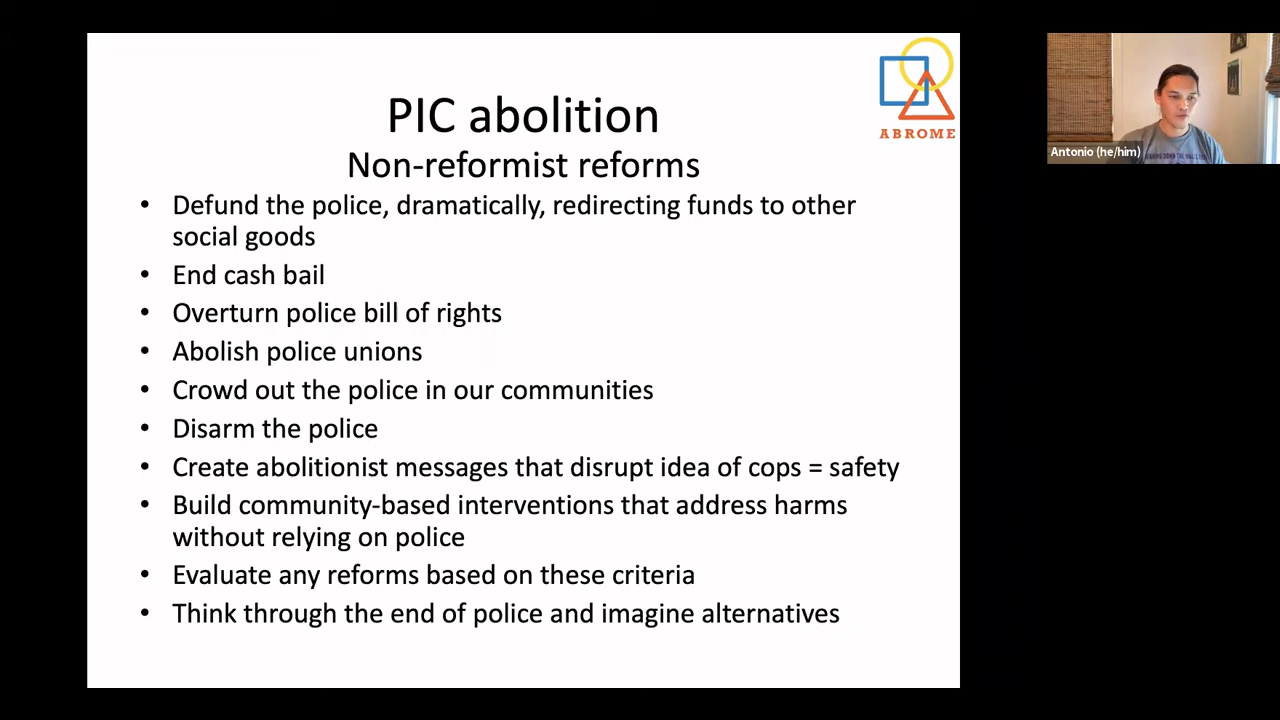 PIC abolition
Non-reformist reforms
• Defund the police, dramatically, redirecting funds to other
social goods
• End cash bail
• Overturn police bill of rights
• Abolish police unions
• Crowd out the police in our communities
• Disarm the police
• Create abolitionist messages that disrupt idea of cops = safety
• Build community-based interventions that address harms
without relying on police
• Evaluate any reforms based on these criteria
• Think through the end of police and imagine alternatives
ABROME
Antonio (he/him)